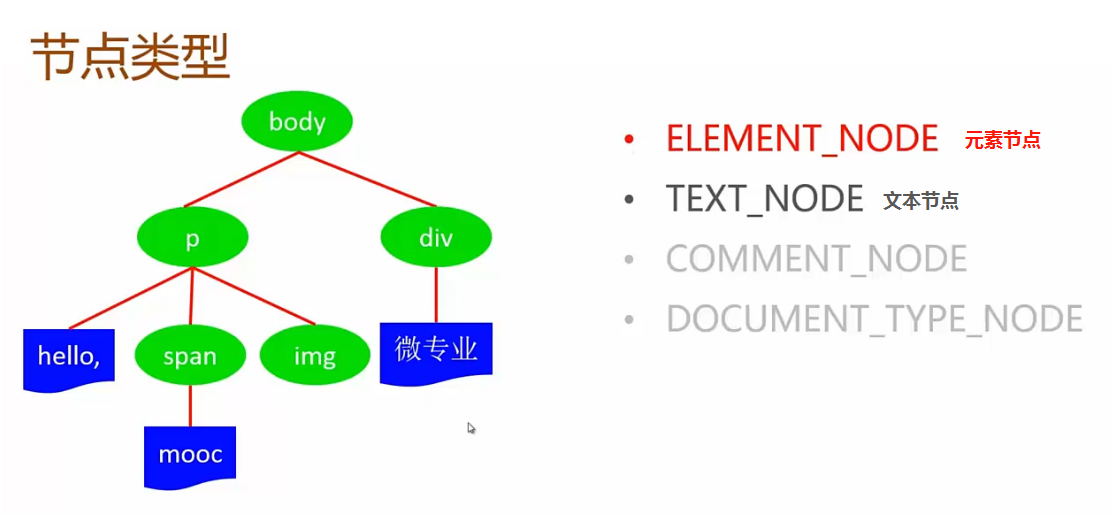 节点类型
body
p
div
hello,
span
img
微专业
mooc
• ELEMENT_NODE 元素节点
• TEXT_NODE 文本节点
• COMMENT_NODE
• DOCUMENT_TYPE_NODE